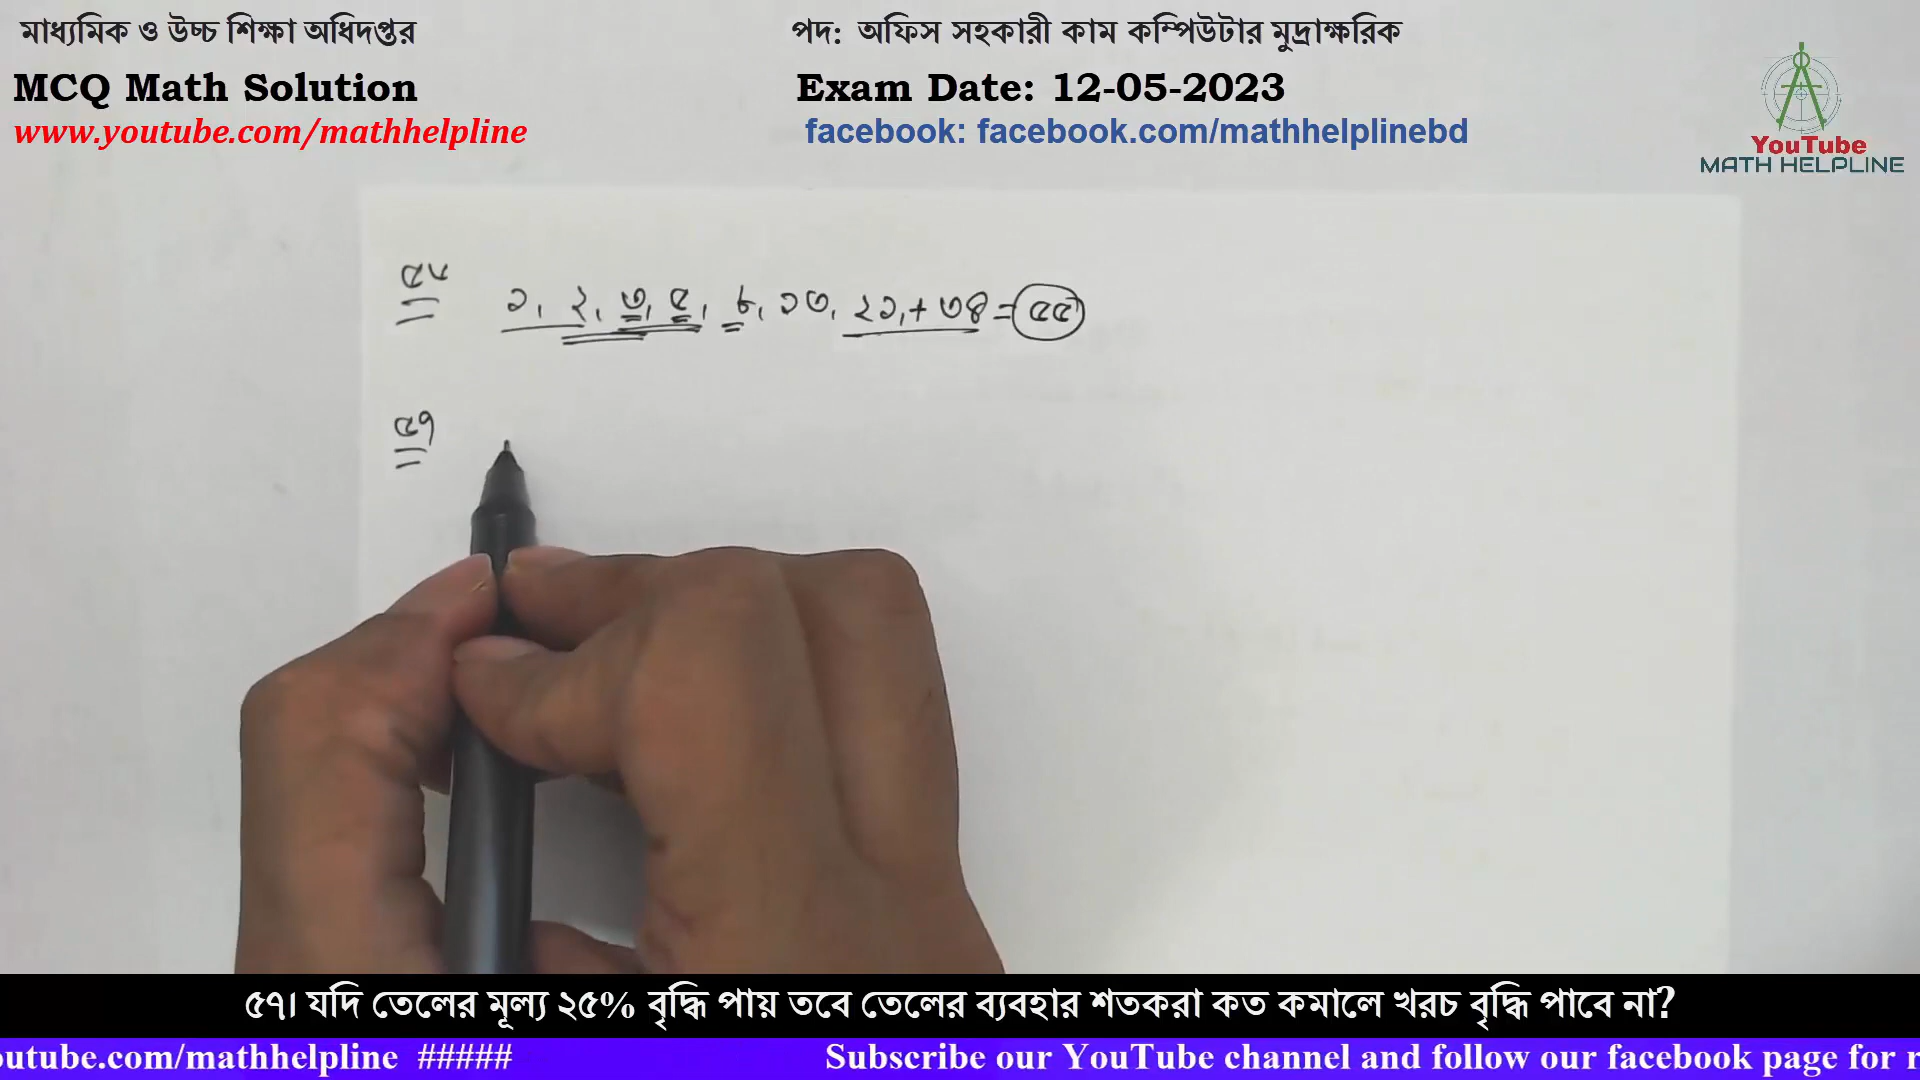 মাধ্যমিক ও উচ্চ শিক্ষা অধিদপ্তর
পদ: অফিস সহকারী কাম কম্পিউটার মুদ্রাক্ষরিক
MCQ Math Solution
Exam Date: 12-05-2023
www.youtube.com/mathhelpline
facebook: facebook.com/mathhelplinebd
YouTube
MATH HELPLINE
৫৬
১, ২, ৩, ৫, ৮, ১৩, ২১, + ৩৪ = ৫৫
৫৭
৫৭। যদি তেলের মূল্য ২৫% বৃদ্ধি পায় তবে তেলের ব্যবহার শতকরা কত কমালে খরচ বৃদ্ধি পাবে না?
outube.com/mathhelpline ##### Subscribe our YouTube channel and follow our facebook page for r